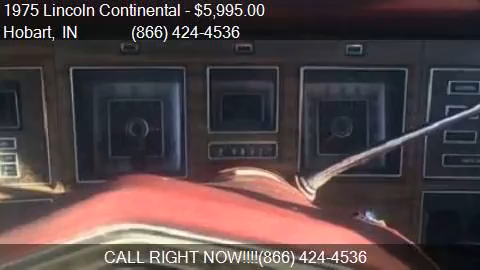 1975 Lincoln Continental - $5,995.00
Hobart, IN (866) 424-4536
CALL RIGHT NOW!!!!(866) 424-4536